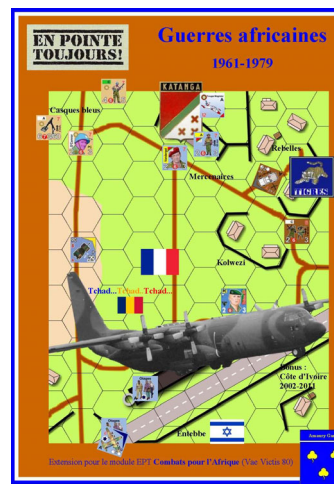 EN POINTE
TOUJOURS!
Guerres africaines
1961-1979
KATANGA
Casques bleus
Rebelles
Mercenaires
TIGRES
Kolwezi
Tchad...Tchad...Tchad...
Bonus :
Côte d'Ivoire
2002-2011
Entebbe
Extension pour le module EPT Combats pour l'Afrique (Vae Victis 80)